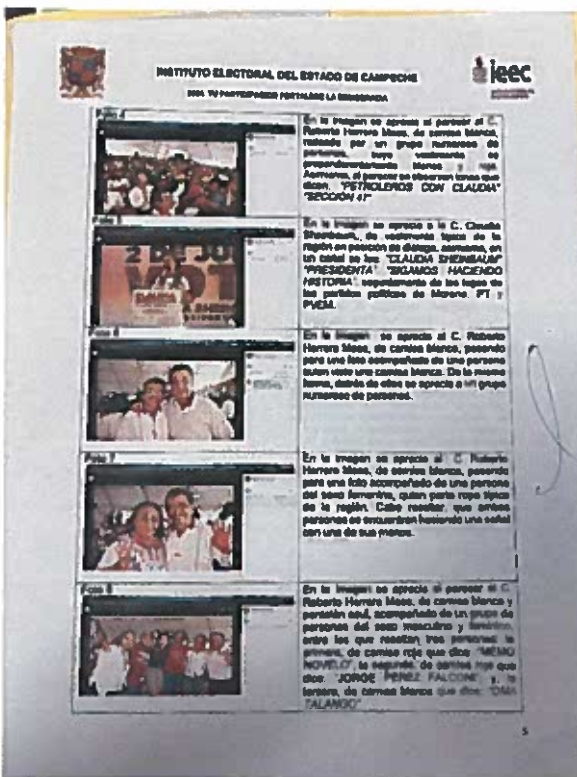 INSTITUTO ELECTORAL DEL ESTADO DE CAMPECHE
ieec
2024, TU PARTICIPACIÓN FORTALECE LA DEMOCRACIA
Foto 4
En la imagen se aprecia al parecer al C.
Roberto Herrera Maas, de camisa blanca,
rodeado por un grupo numeroso de
personas, cuya vestimenta es
predominantemente blanca y roja.
Asimismo, al parecer se observan lonas que
dicen, "PETROLEROS CON CLAUDIA"
"SECCIÓN 47"
Foto 5
2 DE JU
VOT
En la imagen se aprecia a la C. Claudia
Sheinbaum, de vestimenta típica de la
región en posición de diálogo, asimismo, en
un cartel se lee: "CLAUDIA SHEINBAUM"
"PRESIDENTA", "SIGAMOS HACIENDO
HISTORIA", seguidamente de los logos de
los partidos políticos de Morena, PT y
PVEM.
Foto 6
En la imagen se aprecia al C. Roberto
Herrera Maas, de camisa blanca, posando
para una foto acompañado de una persona
quien viste una camisa blanca. De la misma
forma, detrás de ellos se aprecia a un grupo
numeroso de personas.
Foto 7
En la imagen se aprecia al C. Roberto
Herrera Maas, de camisa blanca, posando
para una foto acompañado de una persona
del sexo femenino, quien porta ropa típica
de la región. Cabe resaltar, que ambas
personas se encuentran haciendo una señal
con una de sus manos.
Foto 8
En la imagen se aprecia al parecer al C.
Roberto Herrera Maas, de camisa blanca y
pantalón azul, acompañado de un grupo de
personas del sexo masculino y femenino,
entre los que resaltan tres personas: la
primera, de camisa roja que dice: "MEMO
NOVELO", la segunda, de camisa roja que
dice: "JORGE PEREZ FALCONI", y, la
tercera, de camisa blanca que dice: "OMA
TALANGO"
5